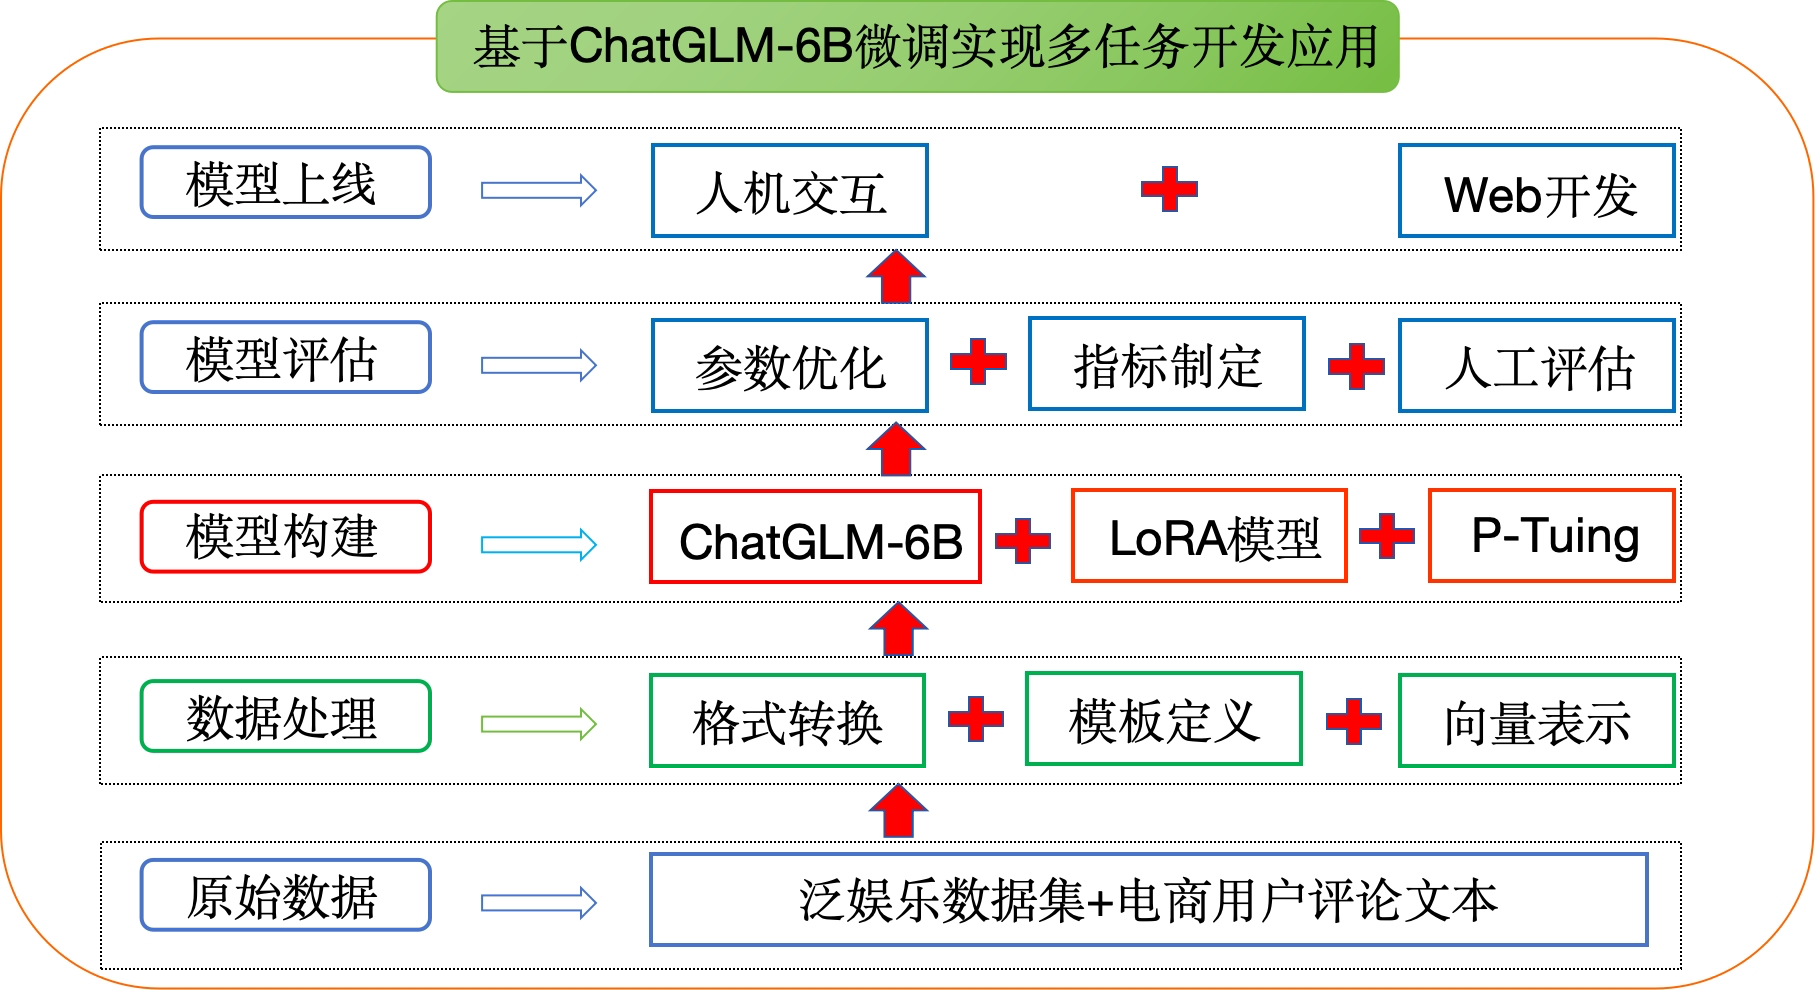 基于ChatGLM-6B微调实现多任务开发应用
模型上线
人机交互
Web开发
模型评估
参数优化
指标制定
人工评估
模型构建
ChatGLM-6B
LoRA模型
P-Tuing
数据处理
格式转换
模板定义
向量表示
原始数据
泛娱乐数据集+电商用户评论文本